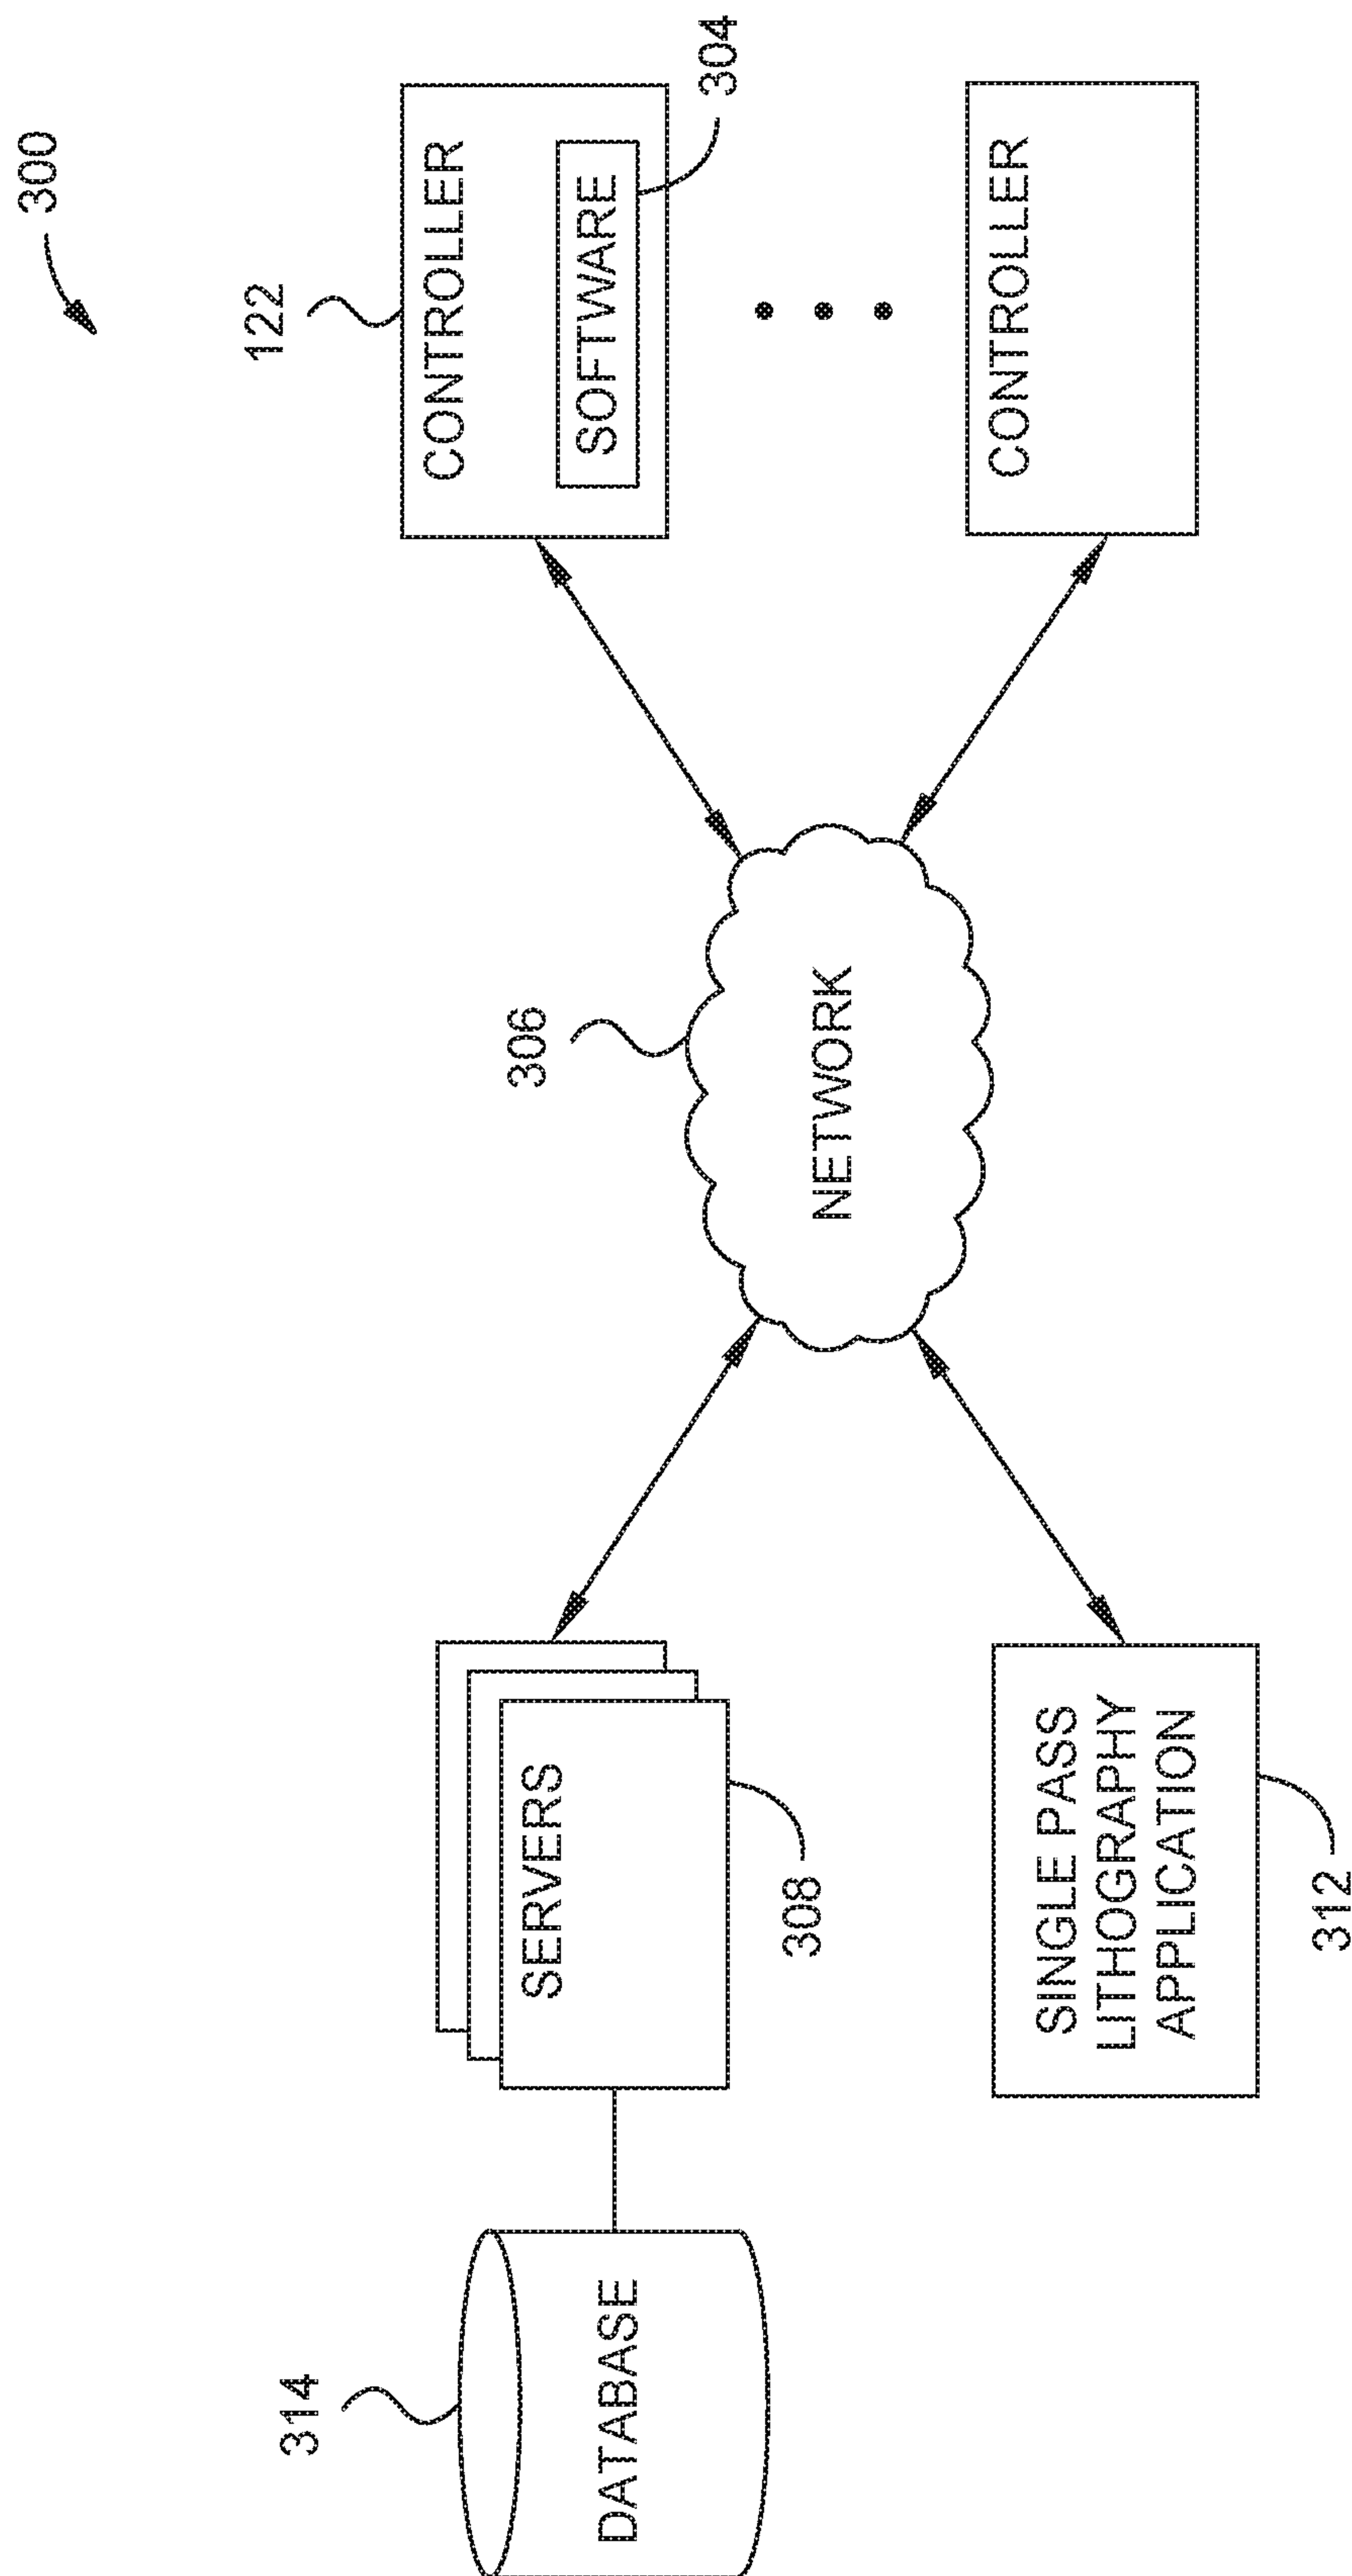 300
314
DATABASE
SERVERS
308
306
NETWORK
122
CONTROLLER
SOFTWARE
304
SINGLE PASS
LITHOGRAPHY
APPLICATION
312
CONTROLLER